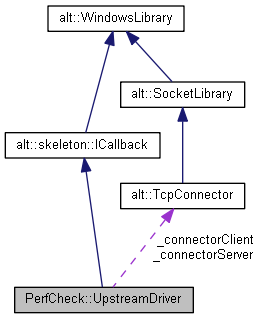 alt::WindowsLibrary
alt::SocketLibrary
alt::skeleton::ICallback
alt::TcpConnector
_connectorClient
_connectorServer
PerfCheck::UpstreamDriver